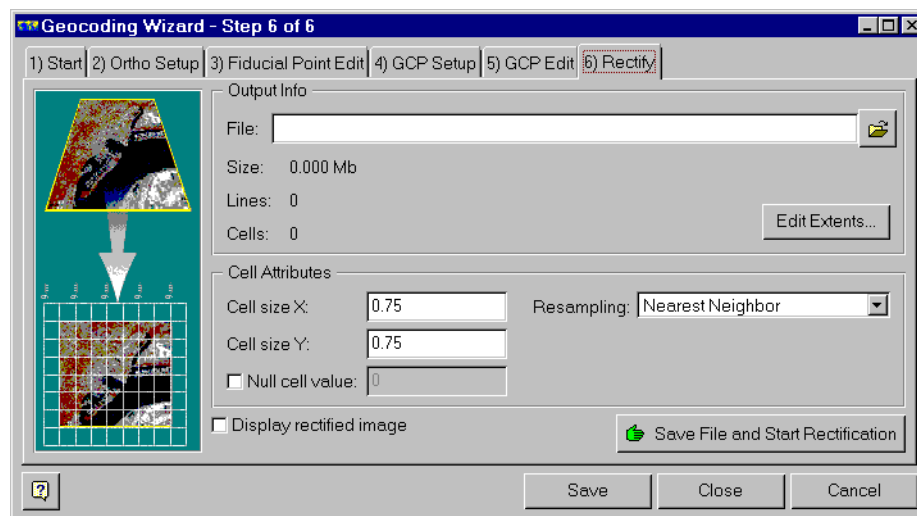 Geocoding Wizard - Step 6 of 6
1) Start 2) Ortho Setup 3) Fiducial Point Edit 4) GCP Setup 5) GCP Edit 6) Rectify
Output Info
File:
Size: 0.000 Mb
Lines: 0
Cells: 0
Edit Extents...
Cell Attributes
Cell size X: 0.75
Resampling: Nearest Neighbor
Cell size Y: 0.75
Null cell value: 0
Display rectified image
Save File and Start Rectification
Save Close Cancel